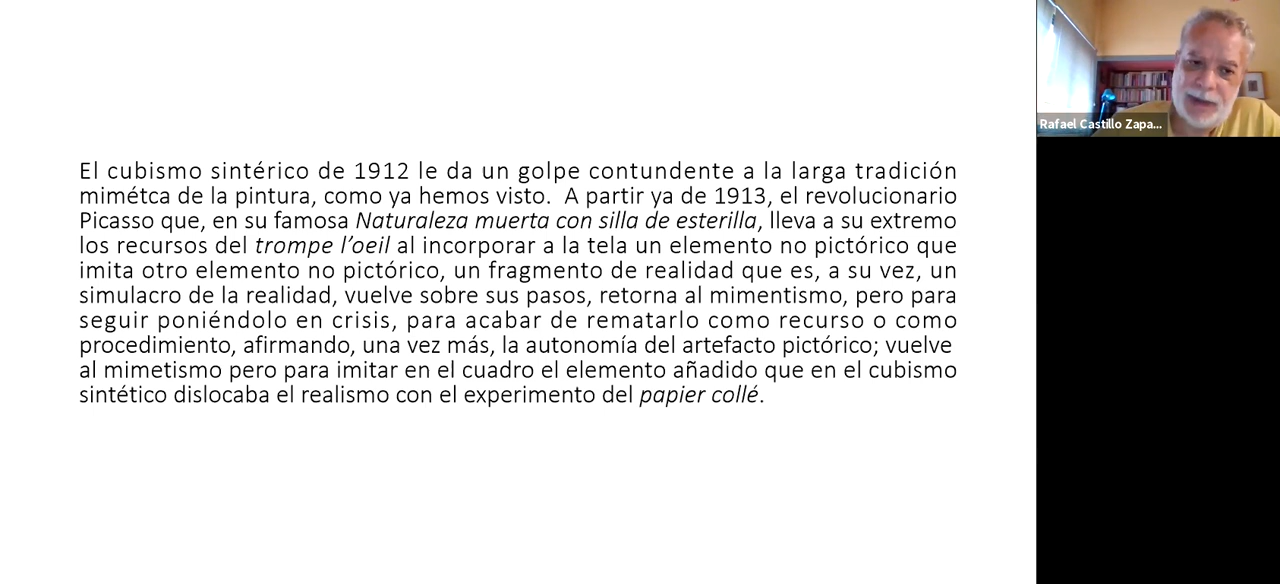 El cubismo sintérico de 1912 le da un golpe contundente a la larga tradición
mimétca de la pintura, como ya hemos visto. A partir ya de 1913, el revolucionario
Picasso que, en su famosa Naturaleza muerta con silla de esterilla, lleva a su extremo
los recursos del trompe l’oeil al incorporar a la tela un elemento no pictórico que
imita otro elemento no pictórico, un fragmento de realidad que es, a su vez, un
simulacro de la realidad, vuelve sobre sus pasos, retorna al mimentismo, pero para
seguir poniéndolo en crisis, para acabar de rematarlo como recurso o como
procedimiento, afirmando, una vez más, la autonomía del artefacto pictórico; vuelve
al mimetismo pero para imitar en el cuadro el elemento añadido que en el cubismo
sintético dislocaba el realismo con el experimento del papier collé.
Rafael Castillo Zapa...